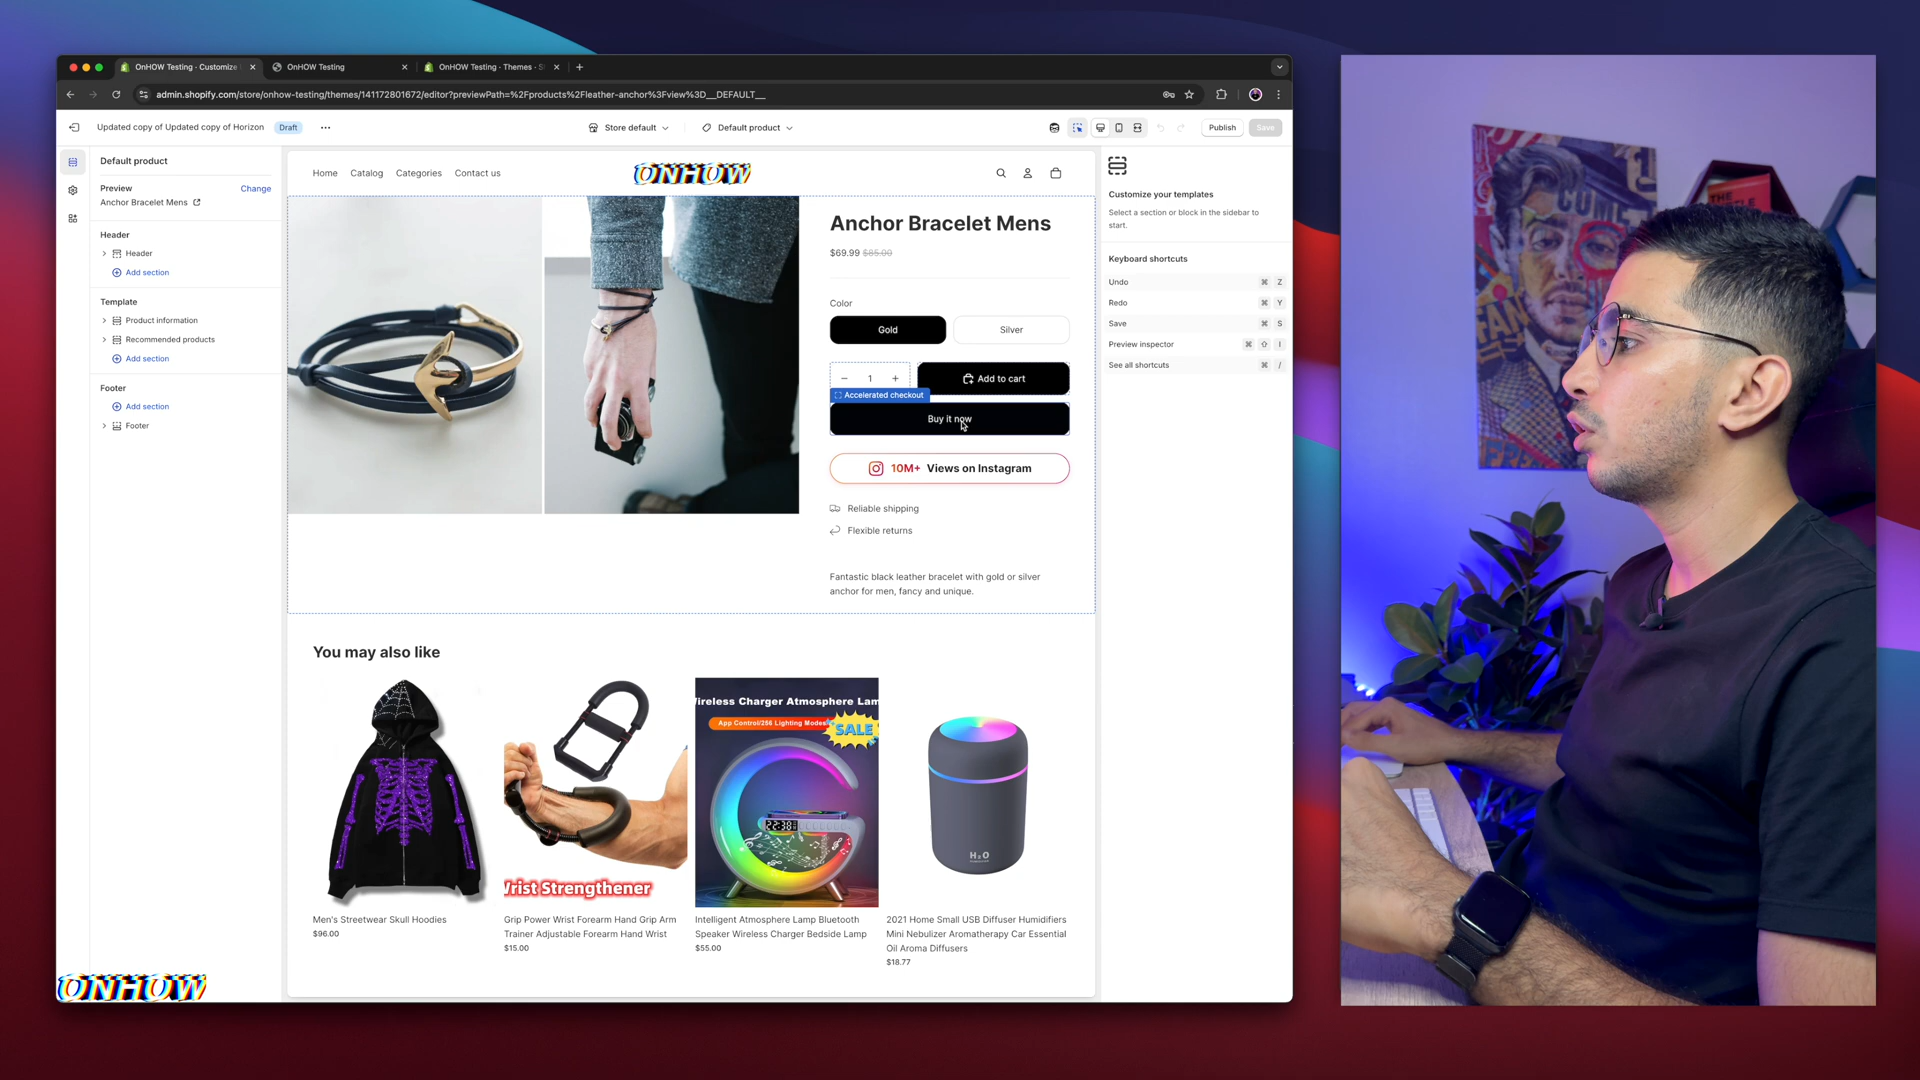 OnHOW Testing - Customize
OnHOW Testing
OnHOW Testing · Themes · S
admin.shopify.com/store/onhow-testing/themes/141172801672/editor?previewPath=%2Fproducts%2Fleather-anchor%3Fview%3D__DEFAULT__
Updated copy of Updated copy of Horizon
Draft
Store default
Default product
Publish
Save
Default product
Preview
Change
Anchor Bracelet Mens
Header
Header
Add section
Template
Product information
Recommended products
Add section
Footer
Add section
Footer
Home
Catalog
Categories
Contact us
ONHOW
Anchor Bracelet Mens
$69.99 $85.00
Color
Gold
Silver
1
Add to cart
Accelerated checkout
Buy it now
10M+ Views on Instagram
Reliable shipping
Flexible returns
Fantastic black leather bracelet with gold or silver
anchor for men, fancy and unique.
You may also like
Wrist Strengthener
Wireless Charger Atmosphere Lam
App Control/256 Lighting Modes
SALE
22:38
H₂O
Men's Streetwear Skull Hoodies
$96.00
Grip Power Wrist Forearm Hand Grip Arm
Trainer Adjustable Forearm Hand Wrist
$15.00
Intelligent Atmosphere Lamp Bluetooth
Speaker Wireless Charger Bedside Lamp
$55.00
2021 Home Small USB Diffuser Humidifiers
Mini Nebulizer Aromatherapy Car Essential
Oil Aroma Diffusers
$18.77
Customize your templates
Select a section or block in the sidebar to
start.
Keyboard shortcuts
Undo ⌘ Z
Redo ⌘ Y
Save ⌘ S
Preview inspector ⌘ ⇧ I
See all shortcuts ⌘ /
ONHOW
THE